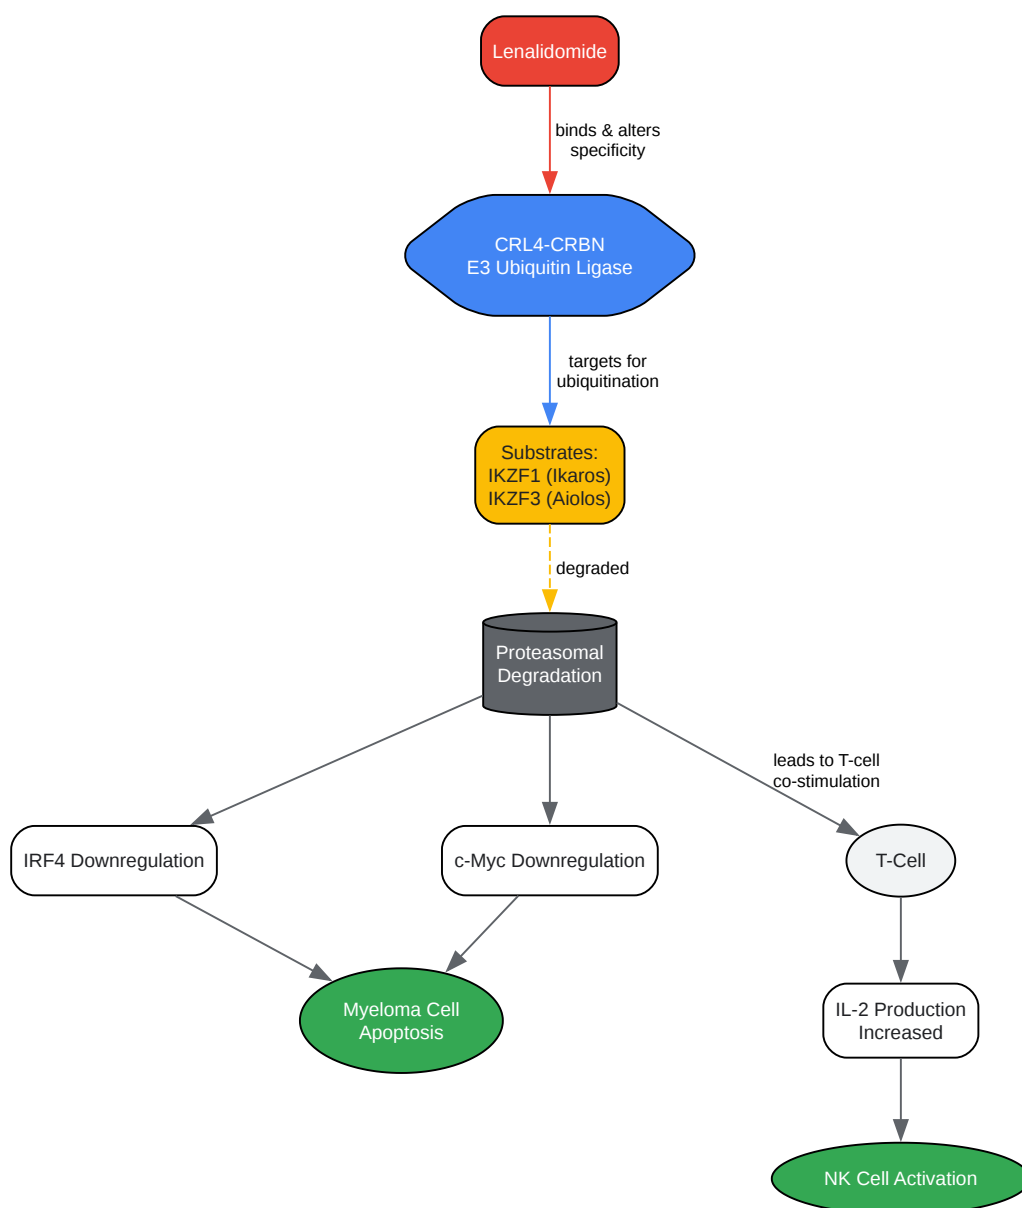 Lenalidomide
binds & alters
specificity
CRL4-CRBN
E3 Ubiquitin Ligase
targets for
ubiquitination
Substrates:
IKZF1 (Ikaros)
IKZF3 (Aiolos)
degraded
Proteasomal
Degradation
leads to T-cell
co-stimulation
IRF4 Downregulation
c-Myc Downregulation
T-Cell
Myeloma Cell
Apoptosis
IL-2 Production
Increased
NK Cell Activation